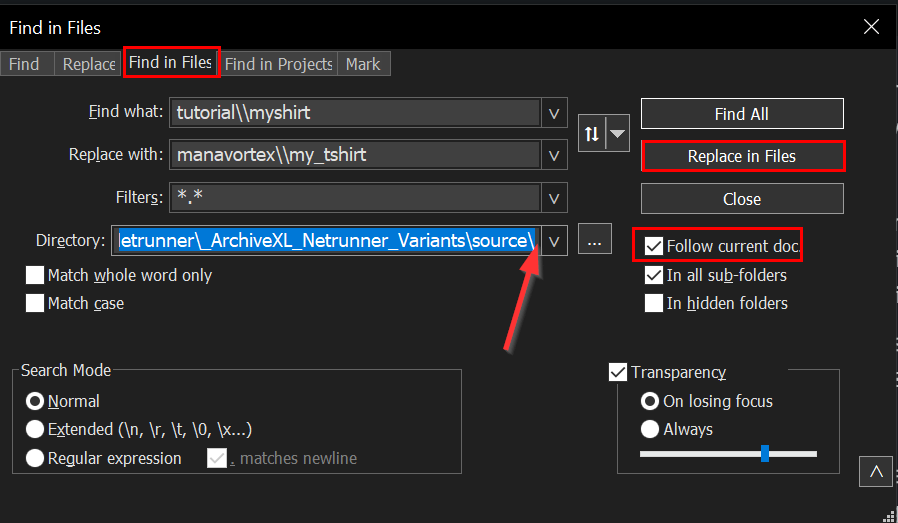 Find in Files
Find Replace Find in Files Find in Projects Mark
Find what: tutorial\\myshirt
Find All
Replace with: manavortex\\my_tshirt
Replace in Files
Filters: *.*
Close
Directory: etrunner\_ArchiveXL_Netrunner_Variants\source\
...
Follow current doc.
Match whole word only
In all sub-folders
Match case
In hidden folders
Search Mode
Normal
Extended (\n, \r, \t, \0, \x...)
Regular expression
. matches newline
Transparency
On losing focus
Always